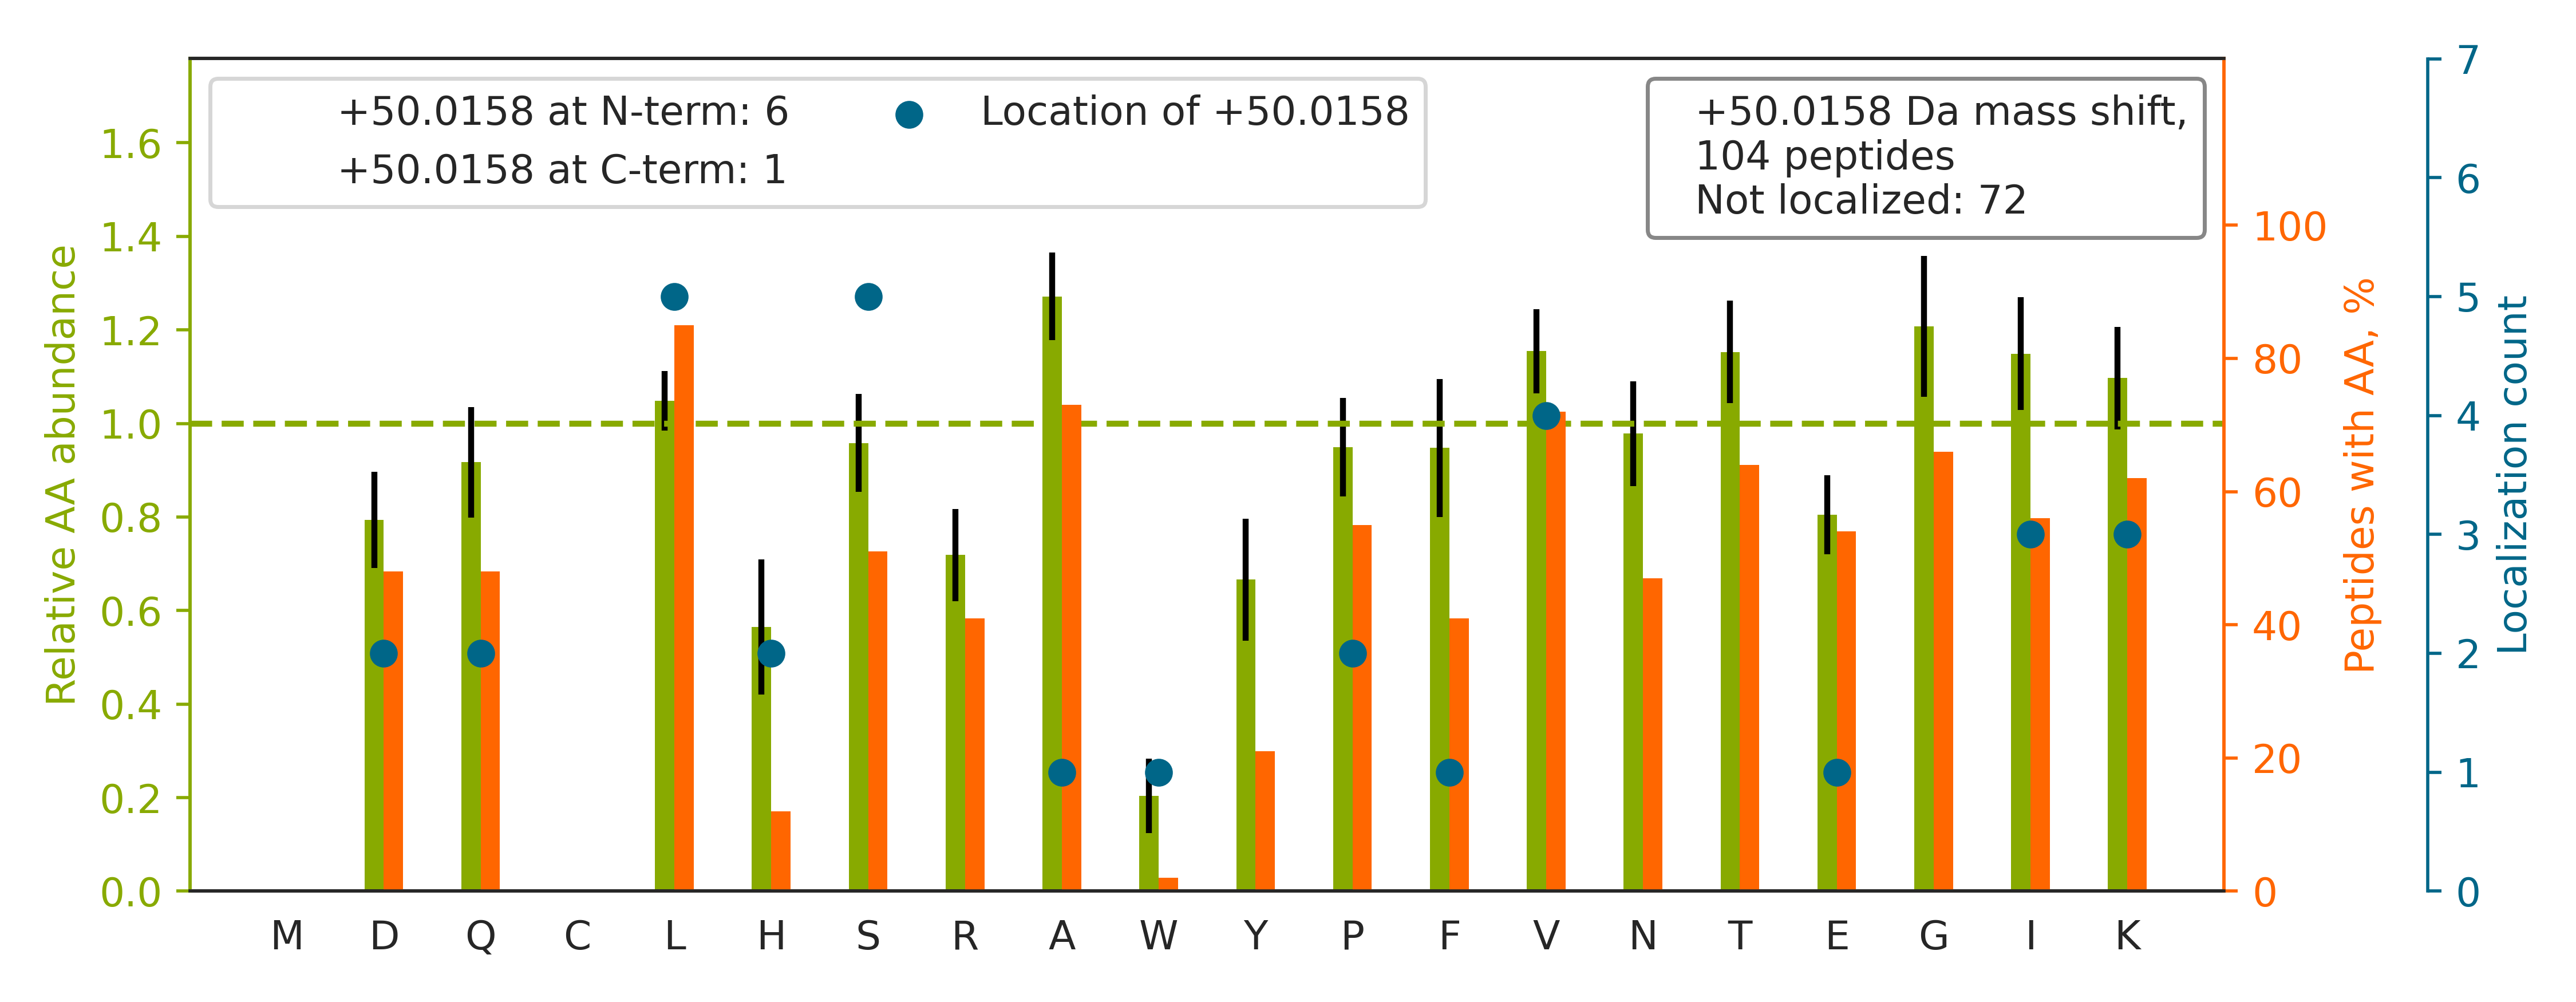 +50.0158 at N-term: 6
+50.0158 at C-term: 1
Location of +50.0158
+50.0158 Da mass shift,
104 peptides
Not localized: 72
Relative AA abundance
1.6
1.4
1.2
1.0
0.8
0.6
0.4
0.2
0.0
M D Q C L H S R A W Y P F V N T E G I K
100
80
60
40
20
0
Peptides with AA, %
7
6
5
4
3
2
1
0
Localization count